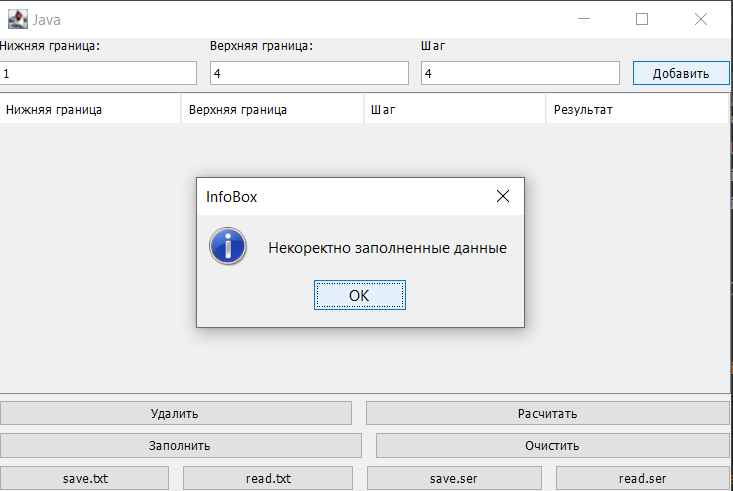 Java
Нижняя граница:
Верхняя граница:
Шаг
1
4
4
Добавить
Нижняя граница
Верхняя граница
Шаг
Результат
InfoBox
Некоректно заполненные данные
OK
Удалить
Расчитать
Заполнить
Очистить
save.txt
read.txt
save.ser
read.ser